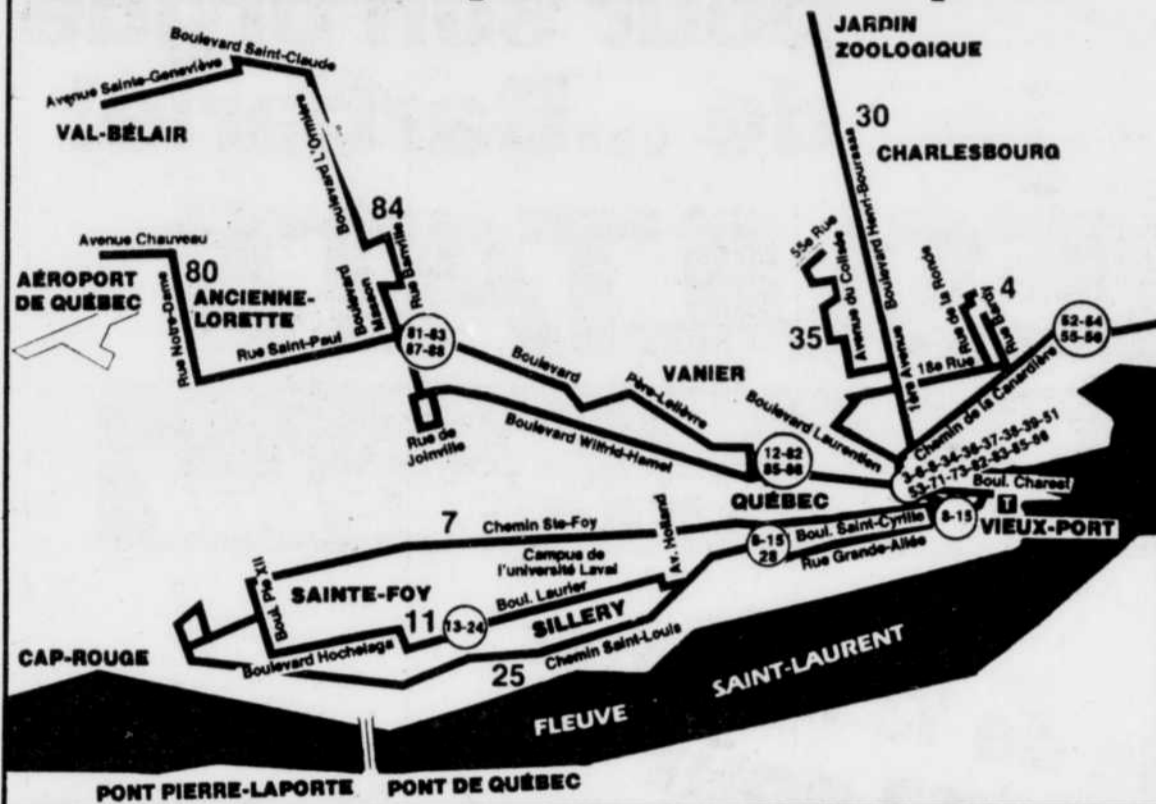 JARDIN
ZOOLOGIQUE
Boulevard Saint-Claude
Avenue Sainte-Geneviève
VAL-BÉLAIR
Boulevard L'Ormière
30
Boulevard Henri-Bourassa
CHARLESBOURG
84
Rue Banville
Avenue Chauveau
80
AÉROPORT
DE QUÉBEC
ANCIENNE-
LORETTE
Rue Notre-Dame
Boulevard
Masson
Rue Saint-Paul
81-83
87-88
55e Rue
35
Avenue du Colisée
1ère Avenue
18e Rue
Rue de la Ronde
4
Rue Bardy
52-54
55-56
Chemin de la Canardière
Boulevard
Père-Lelièvre
VANIER
Boulevard Laurentien
Rue de
Joinville
Boulevard Wilfrid-Hamel
12-82
85-86
QUÉBEC
3-6-8-34-36-37-38-39-51
53-71-73-82-83-85-86
Boul. Charest
T
VIEUX-PORT
8-15
7
Chemin Ste-Foy
Av. Holland
8-15
28
Boul. Saint-Cyrille
Rue Grande-Allée
Campus de
l'université Laval
Boul. Pie XII
SAINTE-FOY
Boul. Laurier
11
13-24
SILLERY
CAP-ROUGE
Boulevard Hochelaga
25
Chemin Saint-Louis
FLEUVE
SAINT-LAURENT
PONT PIERRE-LAPORTE
PONT DE QUÉBEC